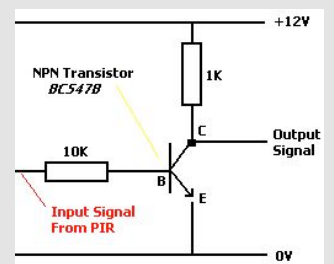 +12V
NPN Transistor
BC547B
1K
C
Output
Signal
10K
B
E
Input Signal
From PIR
0V